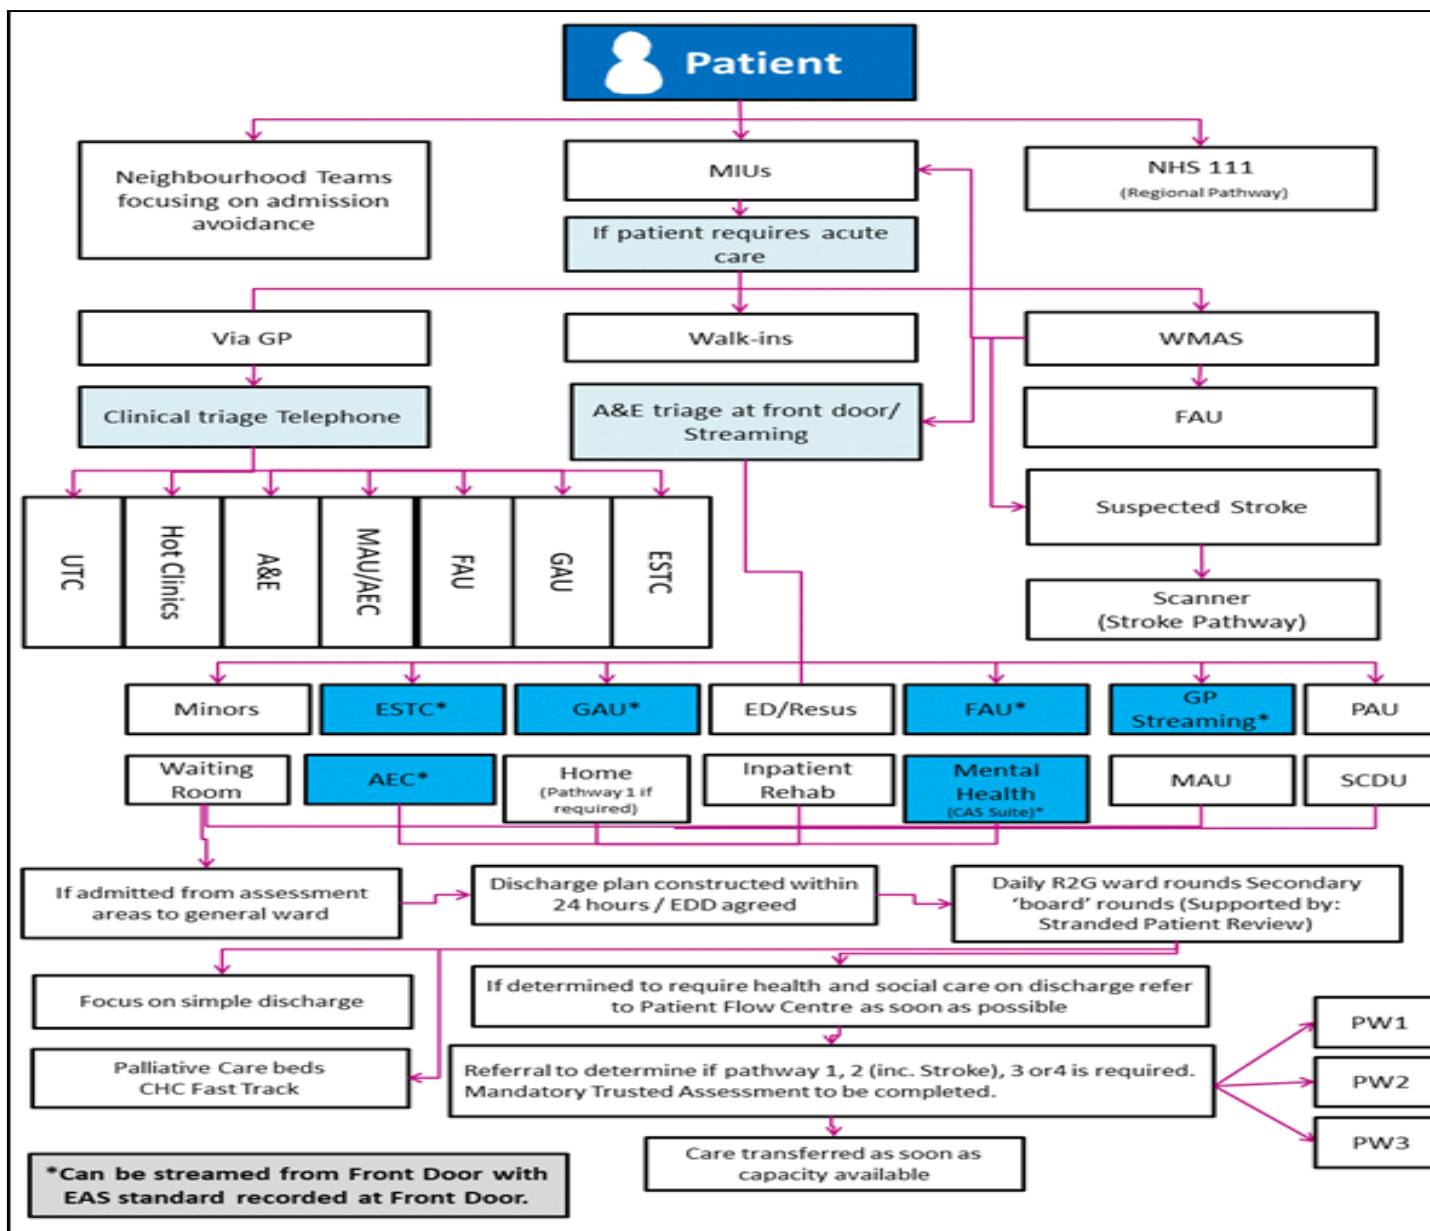 Patient
Neighbourhood Teams
focusing on admission
avoidance
MIUs
NHS 111
(Regional Pathway)
If patient requires acute
care
Via GP
Walk-ins
WMAS
Clinical triage Telephone
A&E triage at front door/
Streaming
FAU
UTC
Hot Clinics
A&E
MAU/AEC
FAU
GAU
ESTC
Suspected Stroke
Scanner
(Stroke Pathway)
Minors
ESTC*
GAU*
ED/Resus
FAU*
GP
Streaming*
PAU
Waiting
Room
AEC*
Home
(Pathway 1 if
required)
Inpatient
Rehab
Mental
Health
(CAS Suite)*
MAU
SCDU
If admitted from assessment
areas to general ward
Discharge plan constructed within
24 hours / EDD agreed
Daily R2G ward rounds Secondary
‘board’ rounds (Supported by:
Stranded Patient Review)
Focus on simple discharge
If determined to require health and social care on discharge refer
to Patient Flow Centre as soon as possible
Palliative Care beds
CHC Fast Track
Referral to determine if pathway 1, 2 (inc. Stroke), 3 or4 is required.
Mandatory Trusted Assessment to be completed.
PW1
PW2
PW3
Care transferred as soon as
capacity available
*Can be streamed from Front Door with
EAS standard recorded at Front Door.